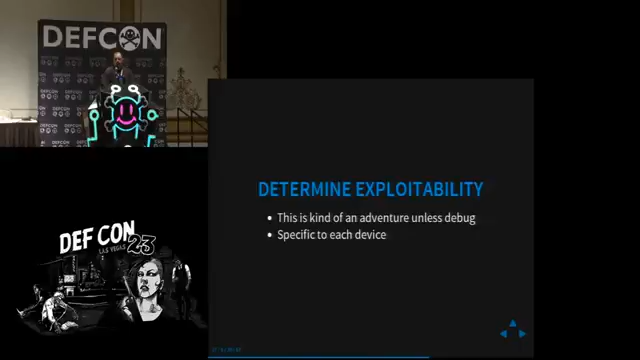 DEFCON
DETERMINE EXPLOITABILITY
This is kind of an adventure unless debug
Specific to each device
DEF CON
LAS VEGAS
23